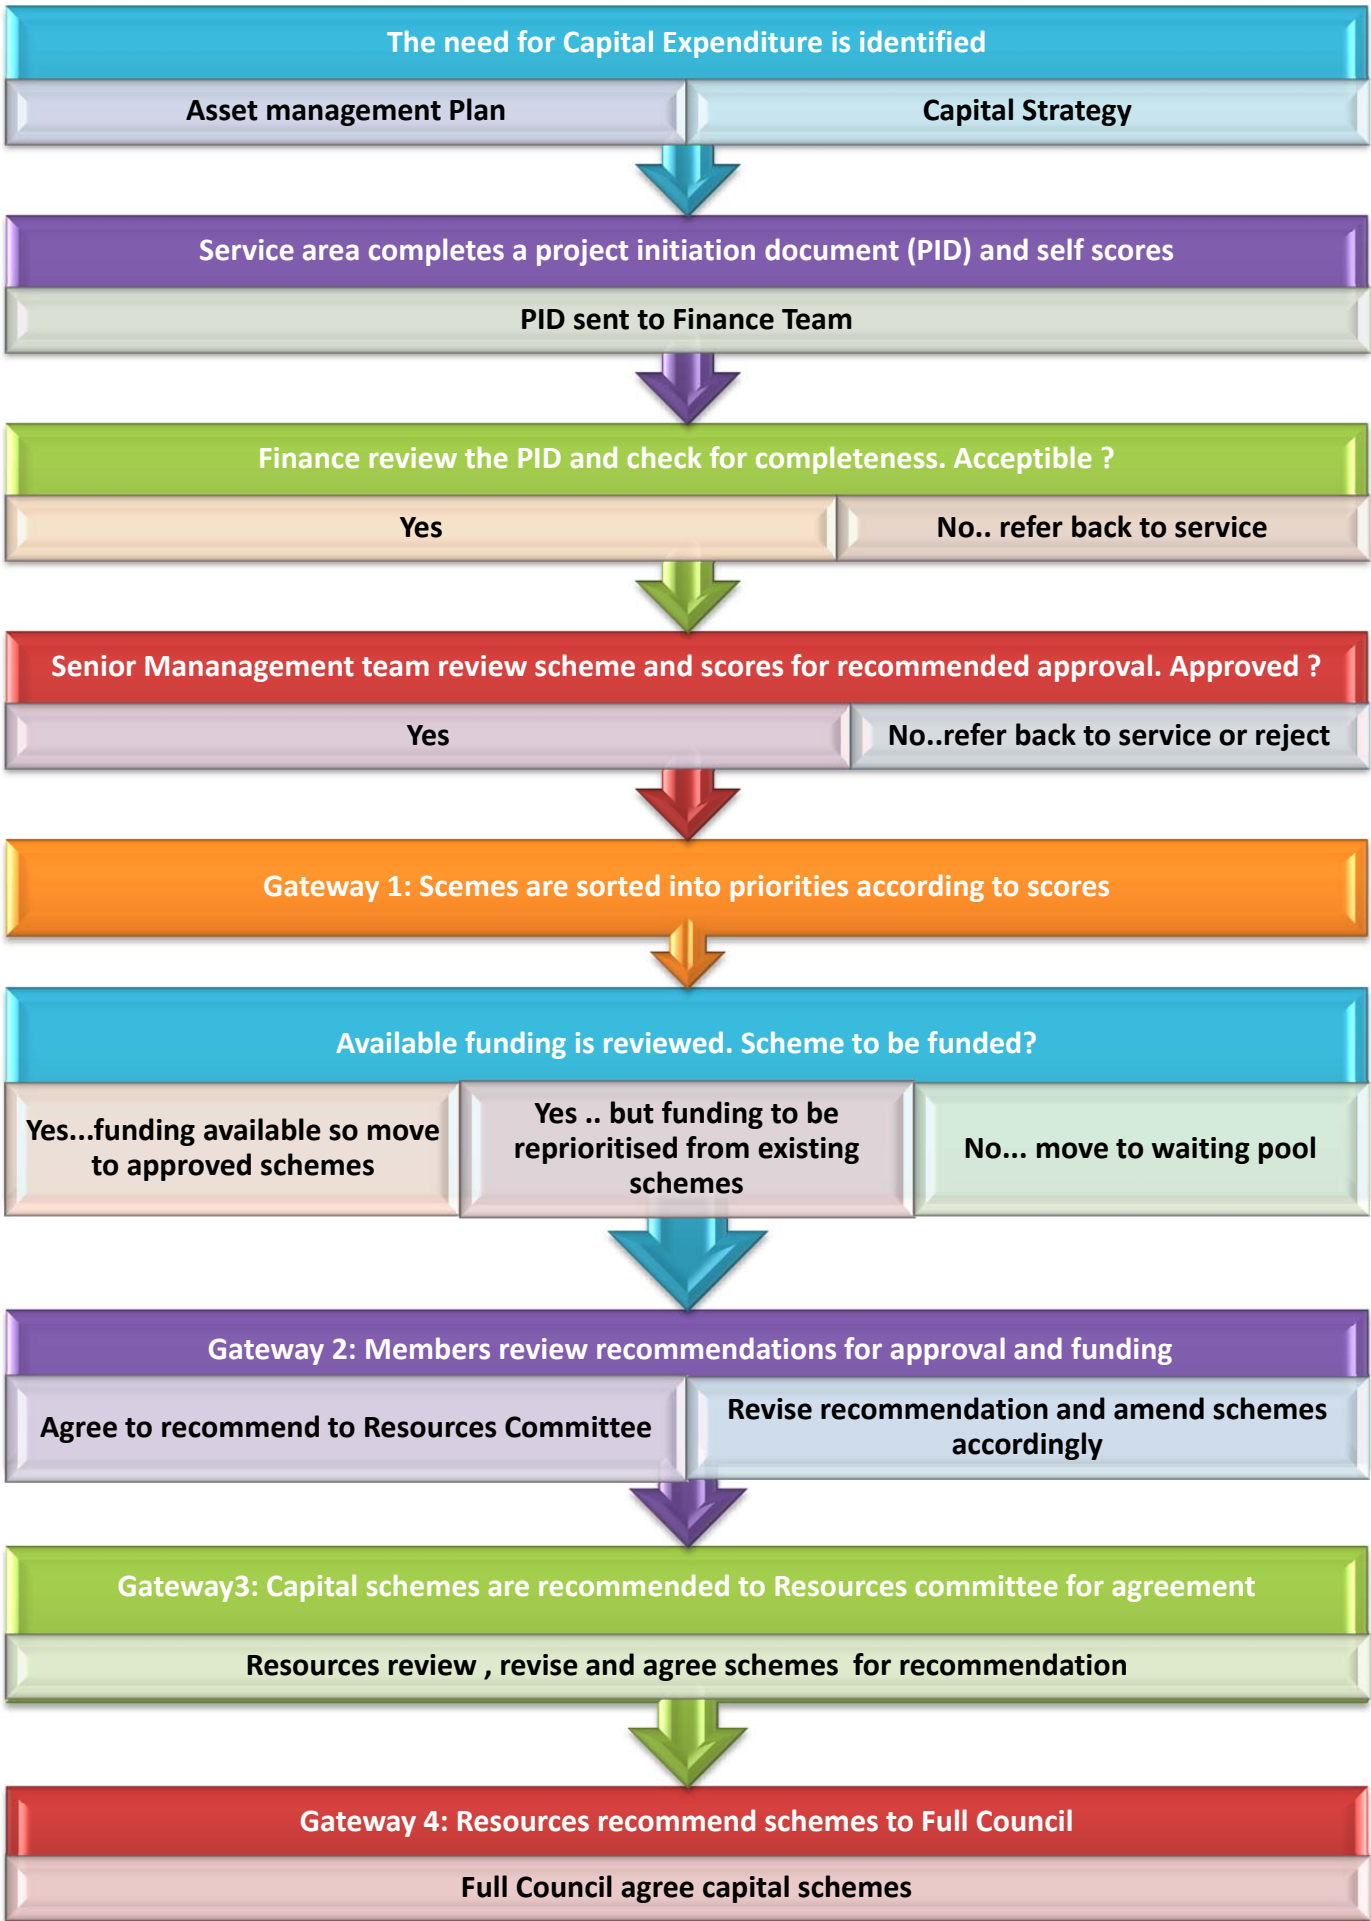 The need for Capital Expenditure is identified
Asset management Plan
Capital Strategy
Service area completes a project initiation document (PID) and self scores
PID sent to Finance Team
Finance review the PID and check for completeness. Acceptible ?
Yes
No.. refer back to service
Senior Mananagement team review scheme and scores for recommended approval. Approved ?
Yes
No..refer back to service or reject
Gateway 1: Scemes are sorted into priorities according to scores
Available funding is reviewed. Scheme to be funded?
Yes...funding available so move
to approved schemes
Yes .. but funding to be
reprioritised from existing
schemes
No... move to waiting pool
Gateway 2: Members review recommendations for approval and funding
Agree to recommend to Resources Committee
Revise recommendation and amend schemes
accordingly
Gateway3: Capital schemes are recommended to Resources committee for agreement
Resources review , revise and agree schemes  for recommendation
Gateway 4: Resources recommend schemes to Full Council
Full Council agree capital schemes